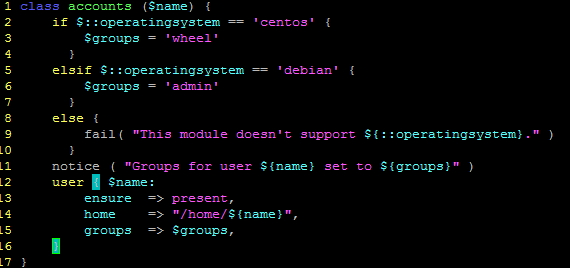 1 class accounts ($name) {
2     if $::operatingsystem == 'centos' {
3         $groups = 'wheel'
4       }
5     elsif $::operatingsystem == 'debian' {
6         $groups = 'admin'
7       }
8     else {
9         fail( "This module doesn't support ${::operatingsystem}." )
10       }
11     notice ( "Groups for user ${name} set to ${groups}" )
12     user { $name:
13         ensure  => present,
14         home    => "/home/${name}",
15         groups  => $groups,
16     }
17 }